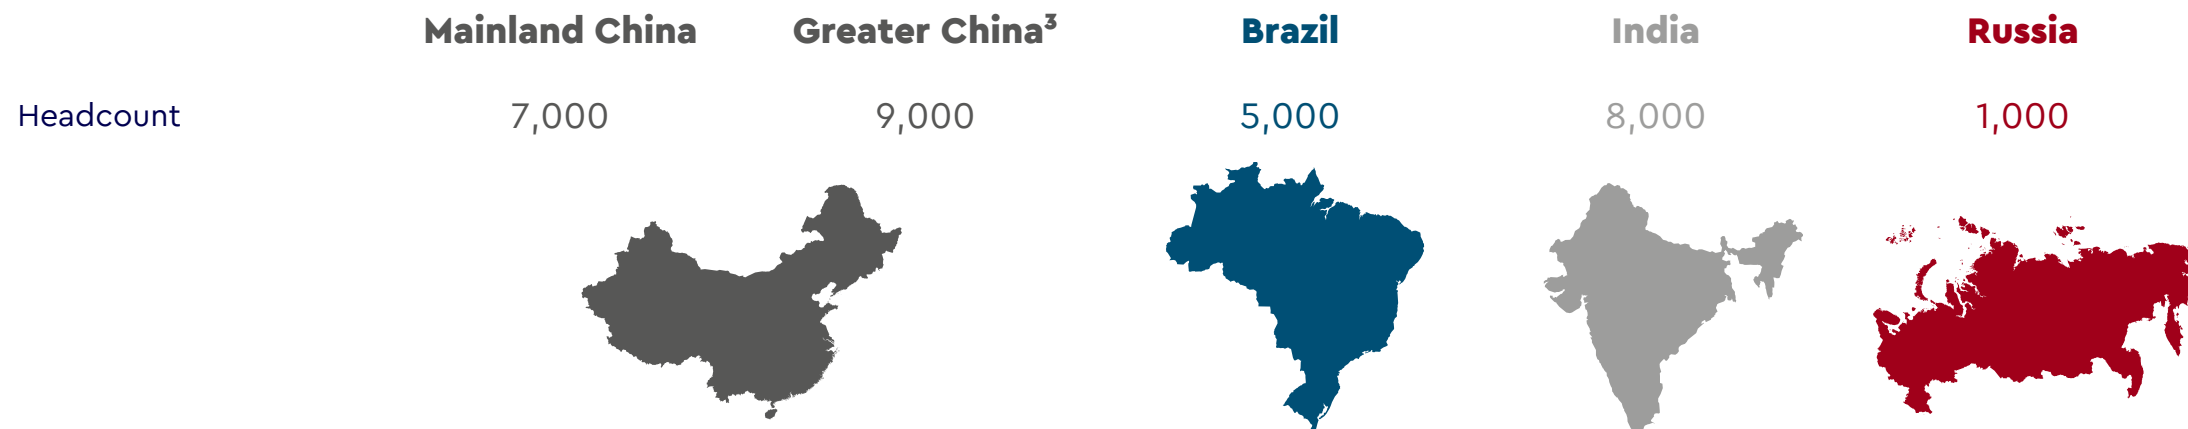 Mainland China Greater China³ Brazil India Russia
Headcount 7,000 9,000 5,000 8,000 1,000